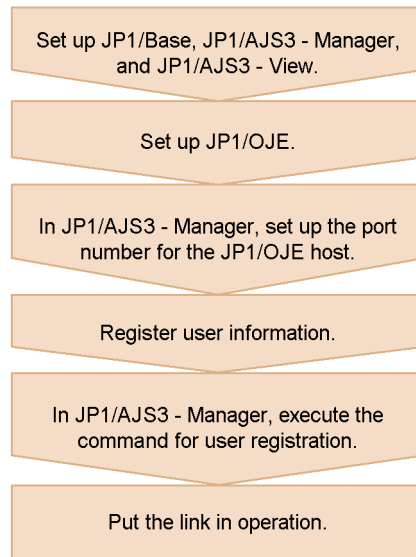 Set up JP1/Base, JP1/AJS3 - Manager,
and JP1/AJS3 - View.
Set up JP1/OJE.
In JP1/AJS3 - Manager, set up the port
number for the JP1/OJE host.
Register user information.
In JP1/AJS3 - Manager, execute the
command for user registration.
Put the link in operation.